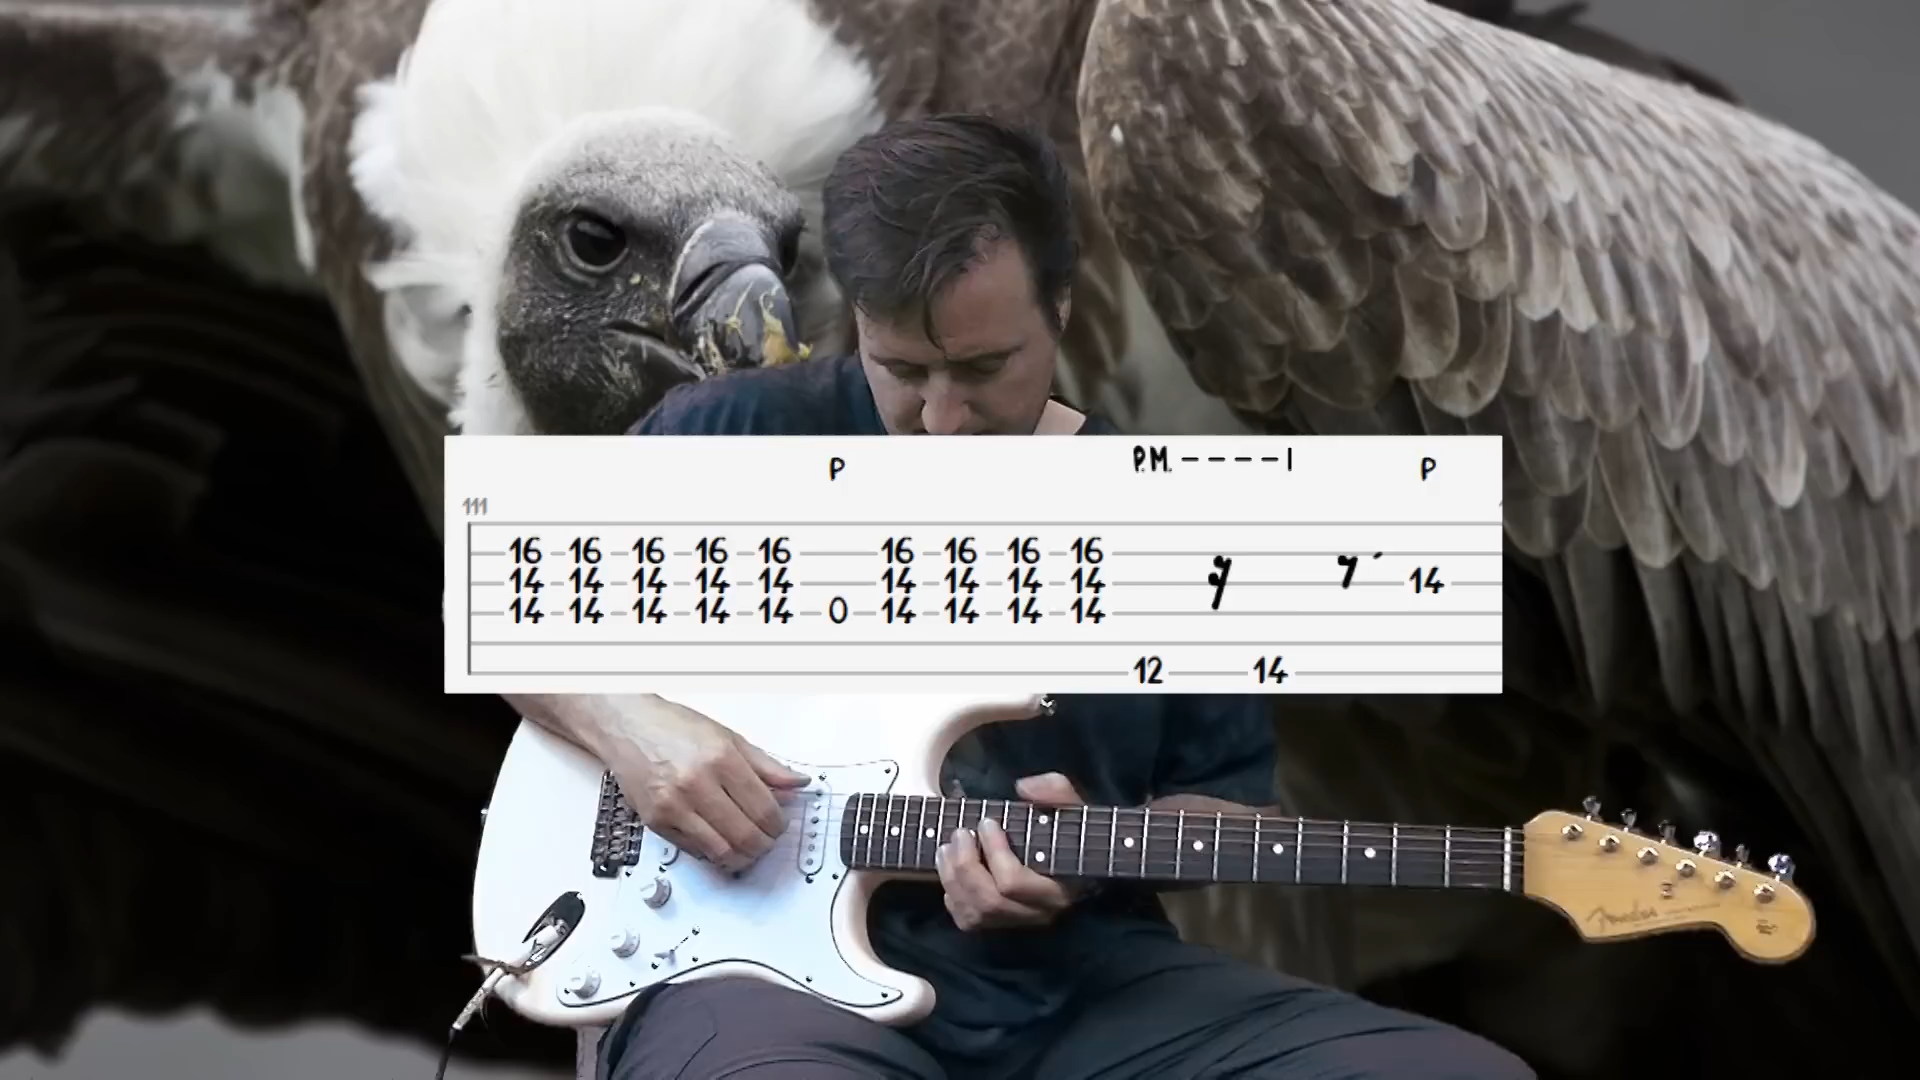 P P.M. ----| P
111
16 16 16 16 16 16 16 16 16
14 14 14 14 14 14 14 14 14 14
14 14 14 14 14 0 14 14 14 14
12 14
Fender